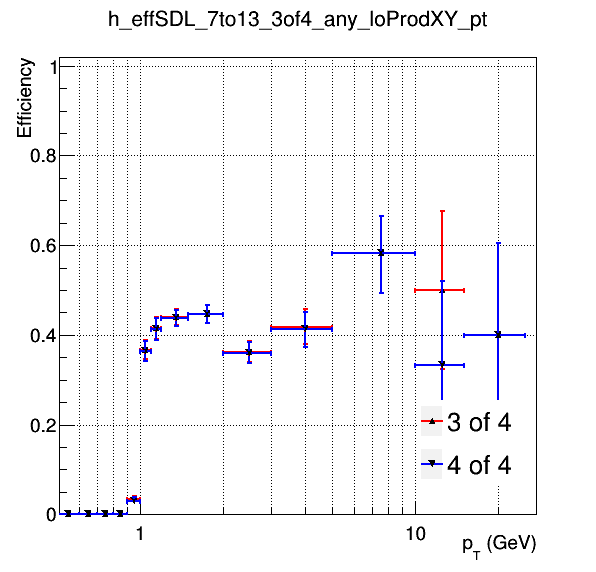 h_effSDL_7to13_3of4_any_loProdXY_pt
Efficiency
1
0.8
0.6
0.4
0.2
0
3 of 4
4 of 4
1
10
p_T (GeV)